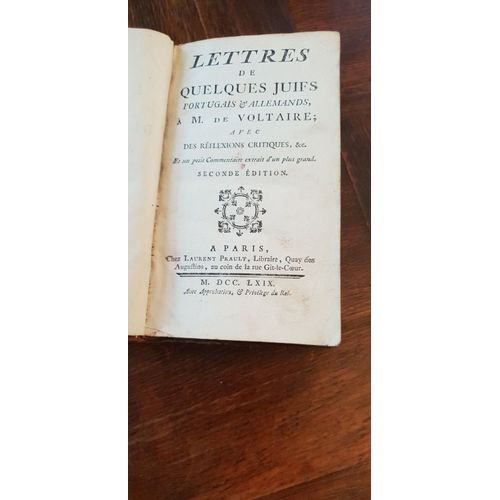 LETTRES
DE
QUELQUES JUIFS
PORTUGAIS & ALLEMANDS,
À M. DE VOLTAIRE;
AVEC
DES RÉFLEXIONS CRITIQUES, &c.
Et un petit Commentaire extrait d'un plus grand.
SECONDE ÉDITION.
A PARIS,
Chez LAURENT PRAULT, Libraire, Quay des
Augustins, au coin de la rue Git-le-Cœur.
M. DCC. LXIX.
Avec Approbation, & Privilege du Roi.